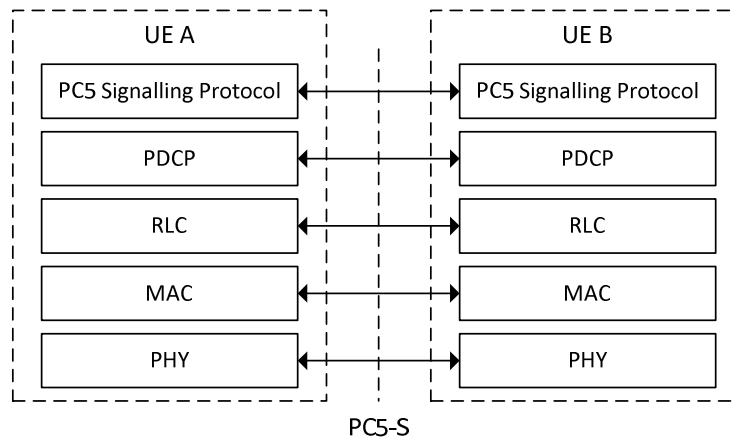 UE A
UE B
PC5 Signalling Protocol
PC5 Signalling Protocol
PDCP
PDCP
RLC
RLC
MAC
MAC
PHY
PHY
PC5-S